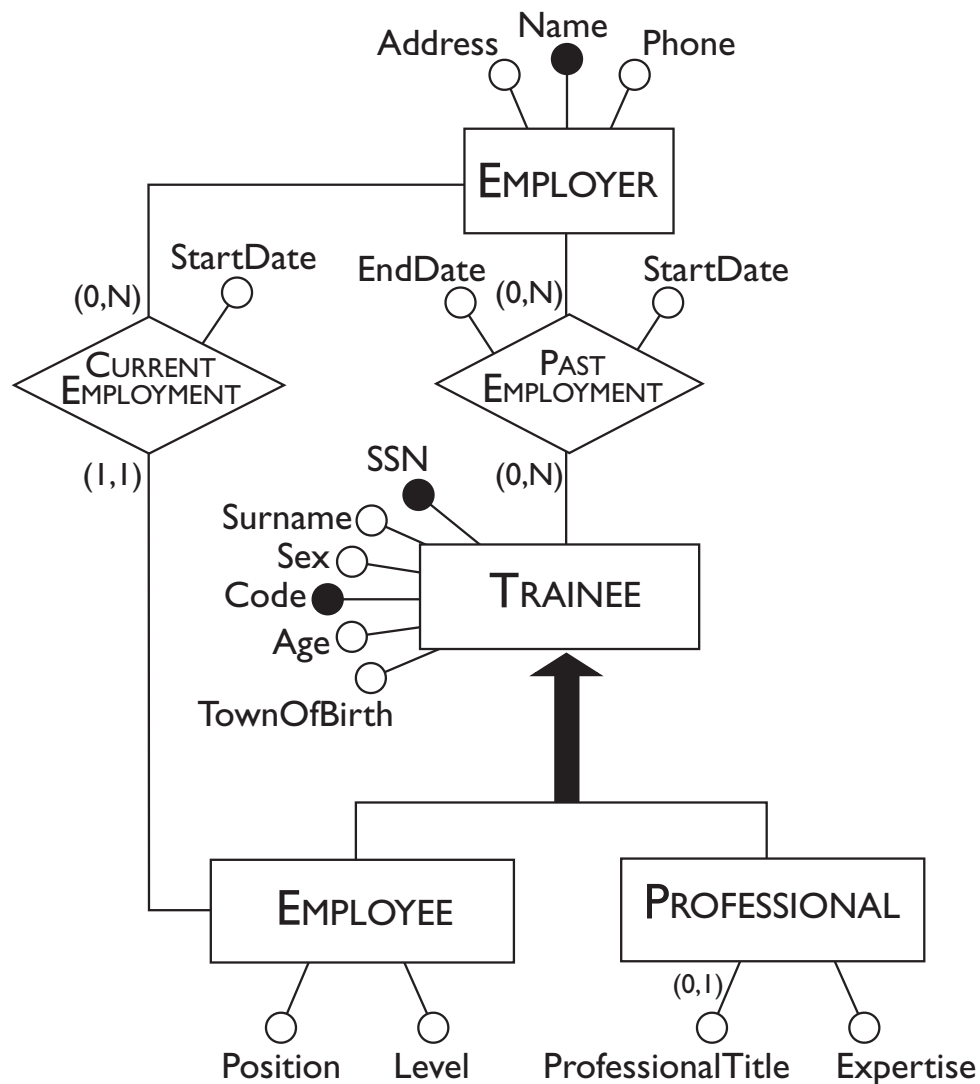 Name
Address
Phone
EMPLOYER
StartDate
EndDate
StartDate
(0,N)
(0,N)
CURRENT
EMPLOYMENT
PAST
EMPLOYMENT
(1,1)
(0,N)
SSN
Surname
Sex
Code
Age
TownOfBirth
TRAINEE
EMPLOYEE
PROFESSIONAL
(0,1)
Position
Level
ProfessionalTitle
Expertise